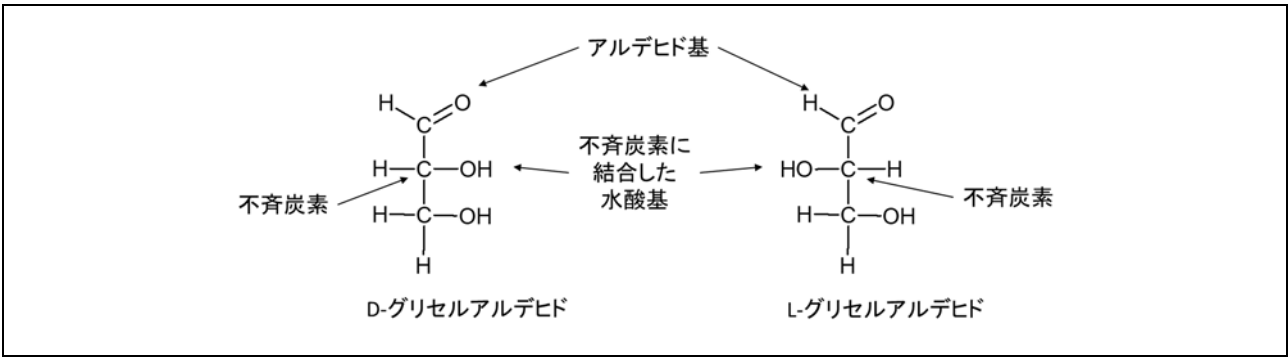 アルデヒド基
H O H O
C C
不斉炭素に
結合した
水酸基
H C OH HO C H
不斉炭素 不斉炭素
H C OH H C OH
H H
D-グリセルアルデヒド L-グリセルアルデヒド